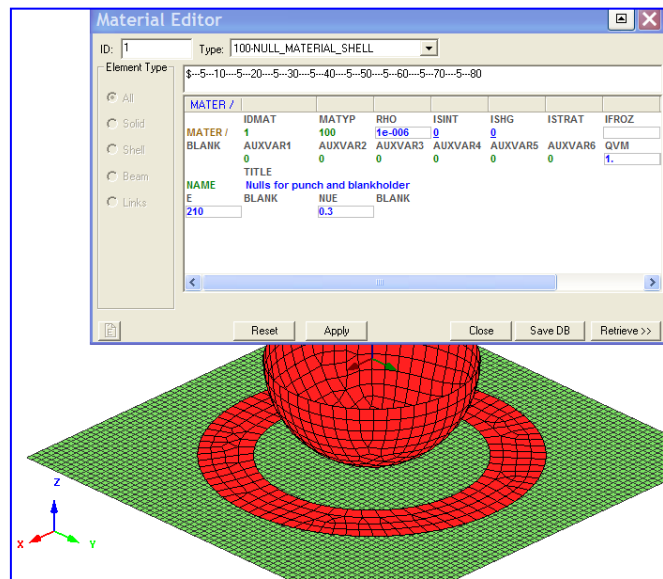 Material Editor
ID: 1 Type: 100-NULL_MATERIAL_SHELL
Element Type
All
Solid
Shell
Beam
Links
$---5---10----5---20----5---30----5---40----5---50----5---60----5---70----5---80
MATER /
IDMAT MATYP RHO ISINT ISHG ISTRAT IFROZ
MATER / 1 100 1e-006 0 0
BLANK AUXVAR1 AUXVAR2 AUXVAR3 AUXVAR4 AUXVAR5 AUXVAR6 QVM
0 0 0 0 0 0 1.
TITLE
NAME Nulls for punch and blankholder
E BLANK NUE BLANK
210 0.3
Reset Apply Close Save DB Retrieve >>
Z
X Y